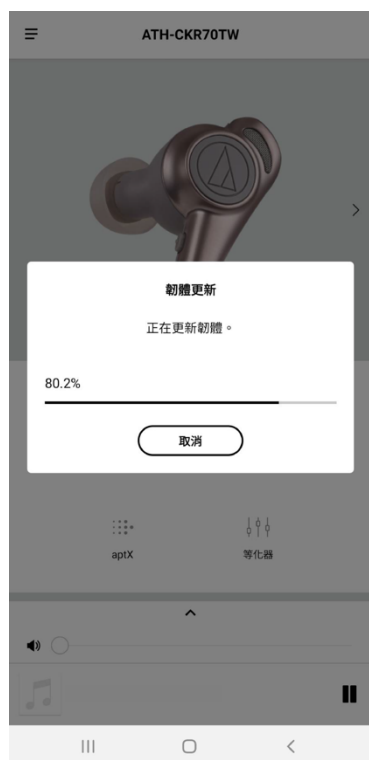 ATH-CKR70TW
韌體更新
正在更新韌體。
80.2%
取消
aptX
等化器